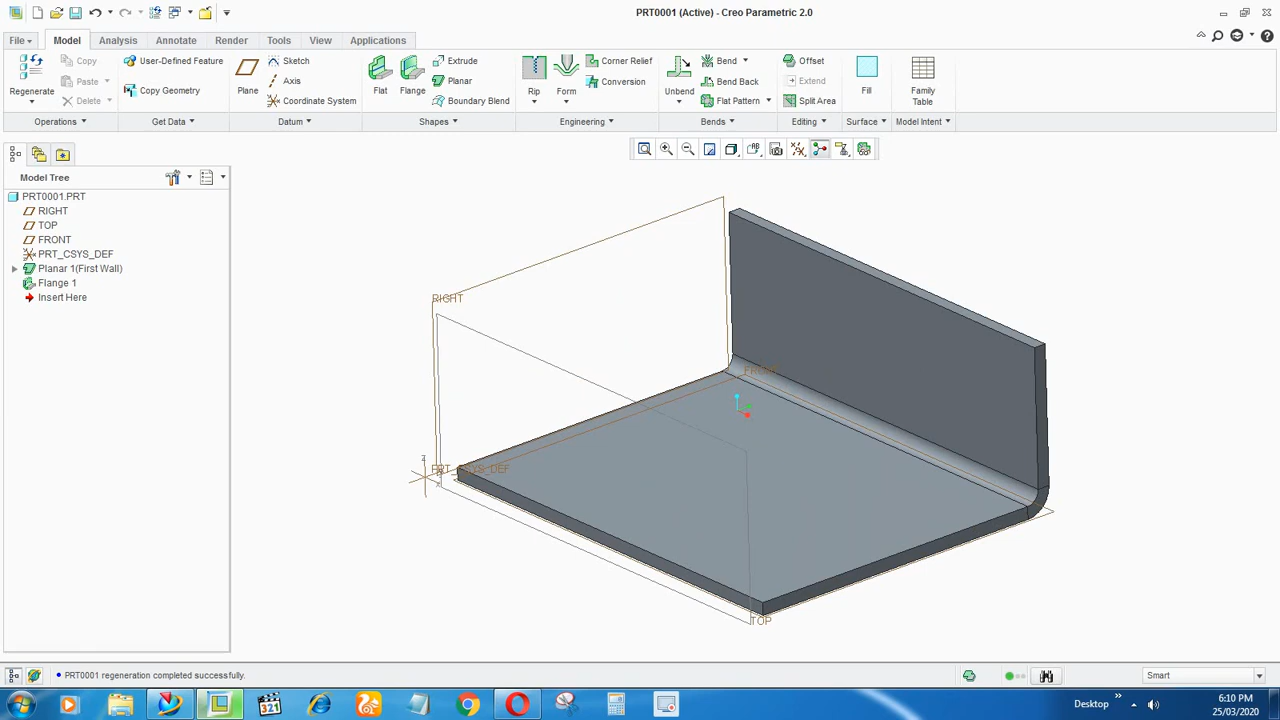 PRT0001 (Active) - Creo Parametric 2.0
File
Model
Analysis
Annotate
Render
Tools
View
Applications
Regenerate
Copy
Paste
Delete
User-Defined Feature
Copy Geometry
Plane
Sketch
Axis
Coordinate System
Flat
Flange
Extrude
Planar
Boundary Blend
Rip
Form
Corner Relief
Conversion
Unbend
Bend
Bend Back
Flat Pattern
Offset
Extend
Split Area
Fill
Family
Table
Operations
Get Data
Datum
Shapes
Engineering
Bends
Editing
Surface
Model Intent
Model Tree
PRT0001.PRT
RIGHT
TOP
FRONT
PRT_CSYS_DEF
Planar 1(First Wall)
Flange 1
Insert Here
RIGHT
FRONT
PRT_CSYS_DEF
TOP
PRT0001 regeneration completed successfully.
Smart
321
Desktop
6:10 PM
25/03/2020